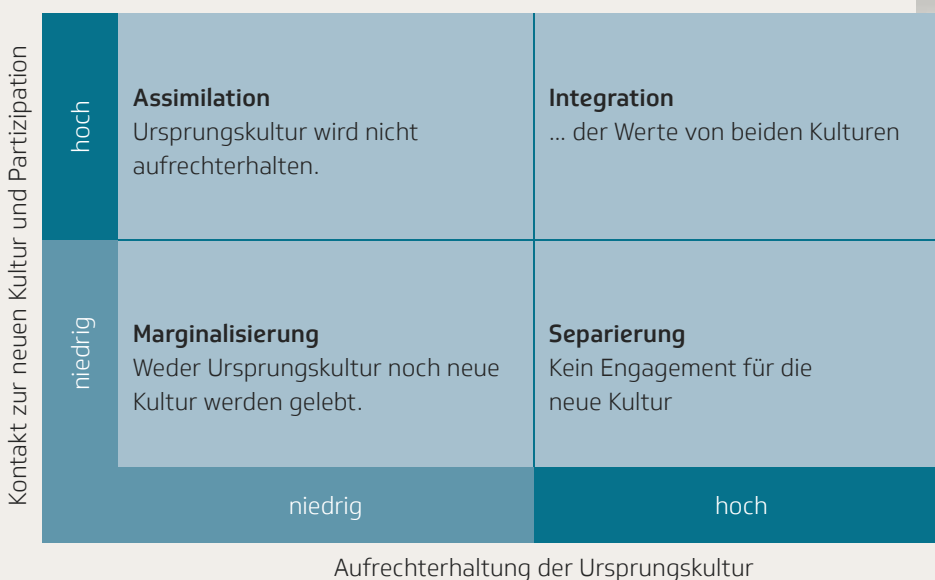 Kontakt zur neuen Kultur und Partizipation
hoch
Assimilation
Ursprungskultur wird nicht
aufrechterhalten.
Integration
... der Werte von beiden Kulturen
niedrig
Marginalisierung
Weder Ursprungskultur noch neue
Kultur werden gelebt.
Separierung
Kein Engagement für die
neue Kultur
niedrig
hoch
Aufrechterhaltung der Ursprungskultur